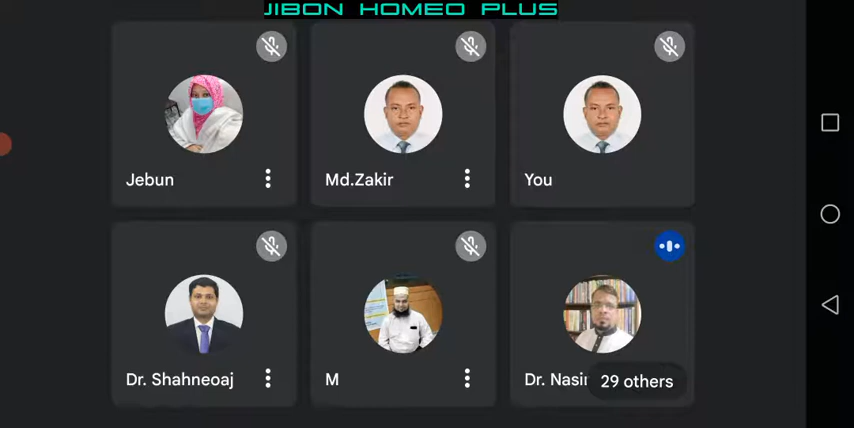 JIBON HOMEO PLUS
Jebun
Md.Zakir
You
Dr. Shahneoaj
M
Dr. Nasir
29 others